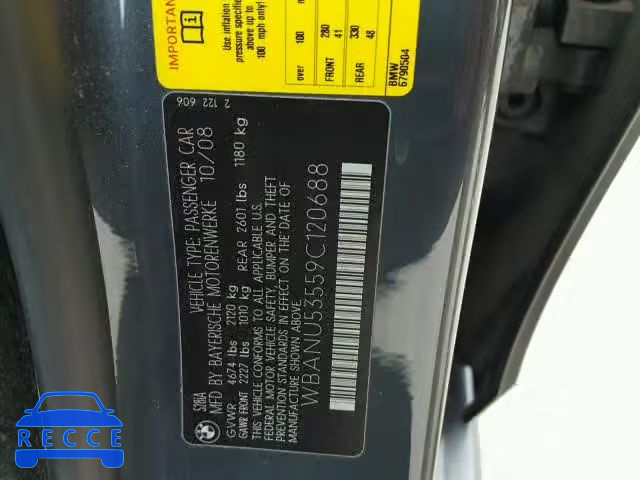 IMPORTANT
Use inflation
pressure
above
100 mph only!
over
100
FRONT
280
41
REAR
330
48
BMW
6790504
2 122 606
VEHICLE TYPE: PASSENGER CAR
MFD BY BAYERISCHE MOTORENWERKE 10/08
GVWR 4674 lbs 2120 kg
GAWR FRONT 2227 lbs 1010 kg REAR 2601 lbs 1180 kg
THIS VEHICLE CONFORMS TO ALL APPLICABLE U.S.
FEDERAL MOTOR VEHICLE SAFETY, BUMPER AND THEFT
PREVENTION STANDARDS IN EFFECT ON THE DATE OF
MANUFACTURE SHOWN ABOVE.
WBANU53559C120688
RECCE